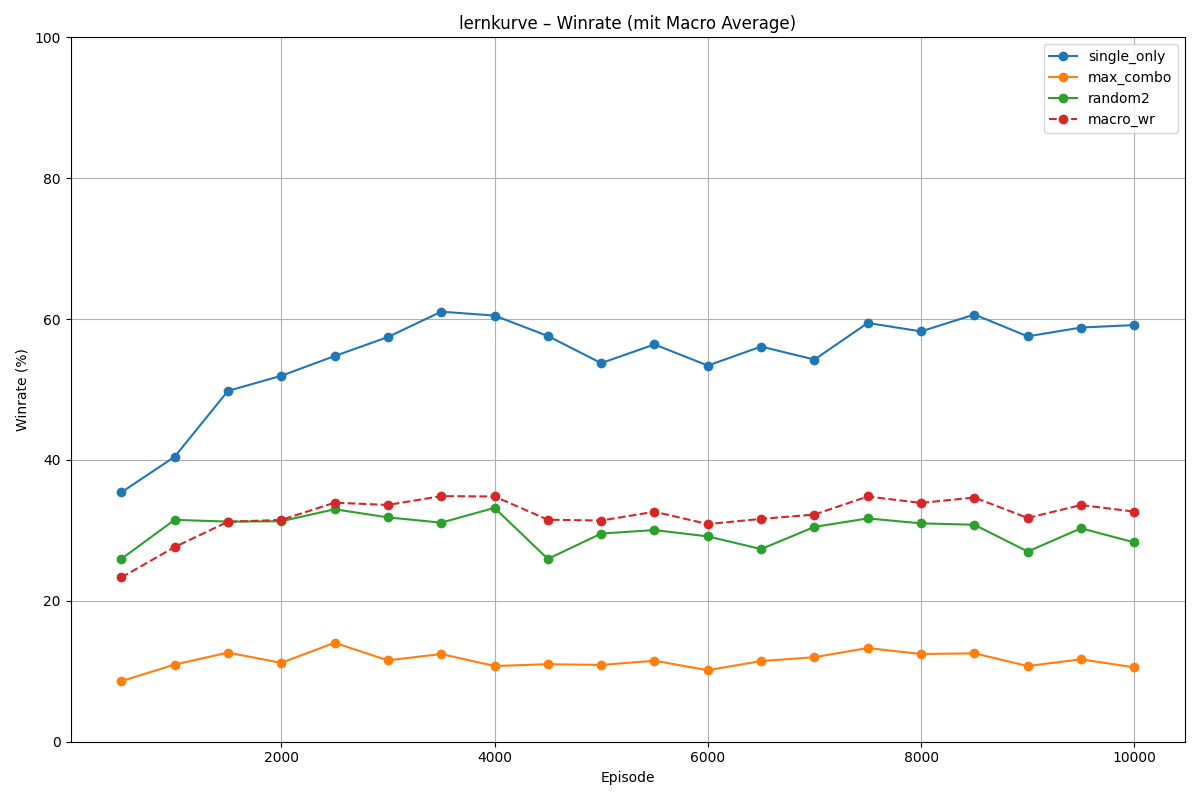 lernkurve – Winrate (mit Macro Average)
100
80
60
40
20
0
Winrate (%)
single_only
max_combo
random2
macro_wr
2000
4000
6000
8000
10000
Episode